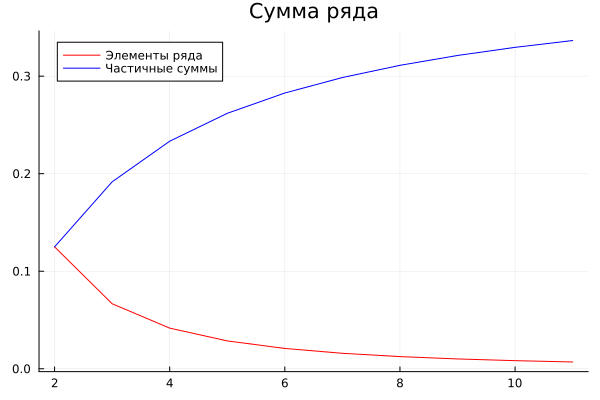 Сумма ряда
Элементы ряда
Частичные суммы
0.3
0.2
0.1
0.0
2 4 6 8 10